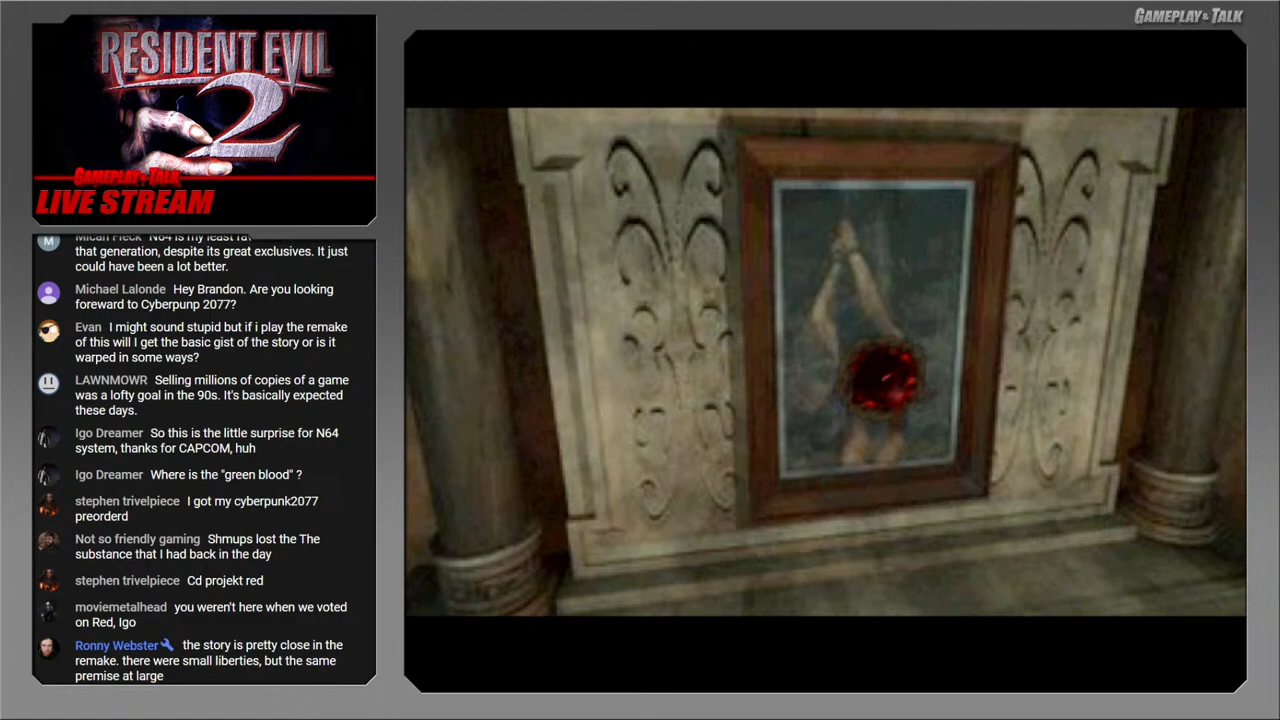 GAMEPLAY & TALK
RESIDENT EVIL
2
GAMEPLAY & TALK
LIVE STREAM
M
Micah Fleck N64 is my least fa
that generation, despite its great exclusives. It just
could have been a lot better.
Michael Lalonde Hey Brandon. Are you looking
forward to Cyberpunp 2077?
Evan I might sound stupid but if i play the remake
of this will I get the basic gist of the story or is it
warped in some ways?
LAWNMOWR Selling millions of copies of a game
was a lofty goal in the 90s. It's basically expected
these days.
Igo Dreamer So this is the little surprise for N64
system, thanks for CAPCOM, huh
Igo Dreamer Where is the "green blood" ?
stephen trivelpiece I got my cyberpunk2077
preorderd
Not so friendly gaming Shmups lost the The
substance that I had back in the day
stephen trivelpiece Cd projekt red
moviemetalhead you weren't here when we voted
on Red, Igo
Ronny Webster the story is pretty close in the
remake. there were small liberties, but the same
premise at large